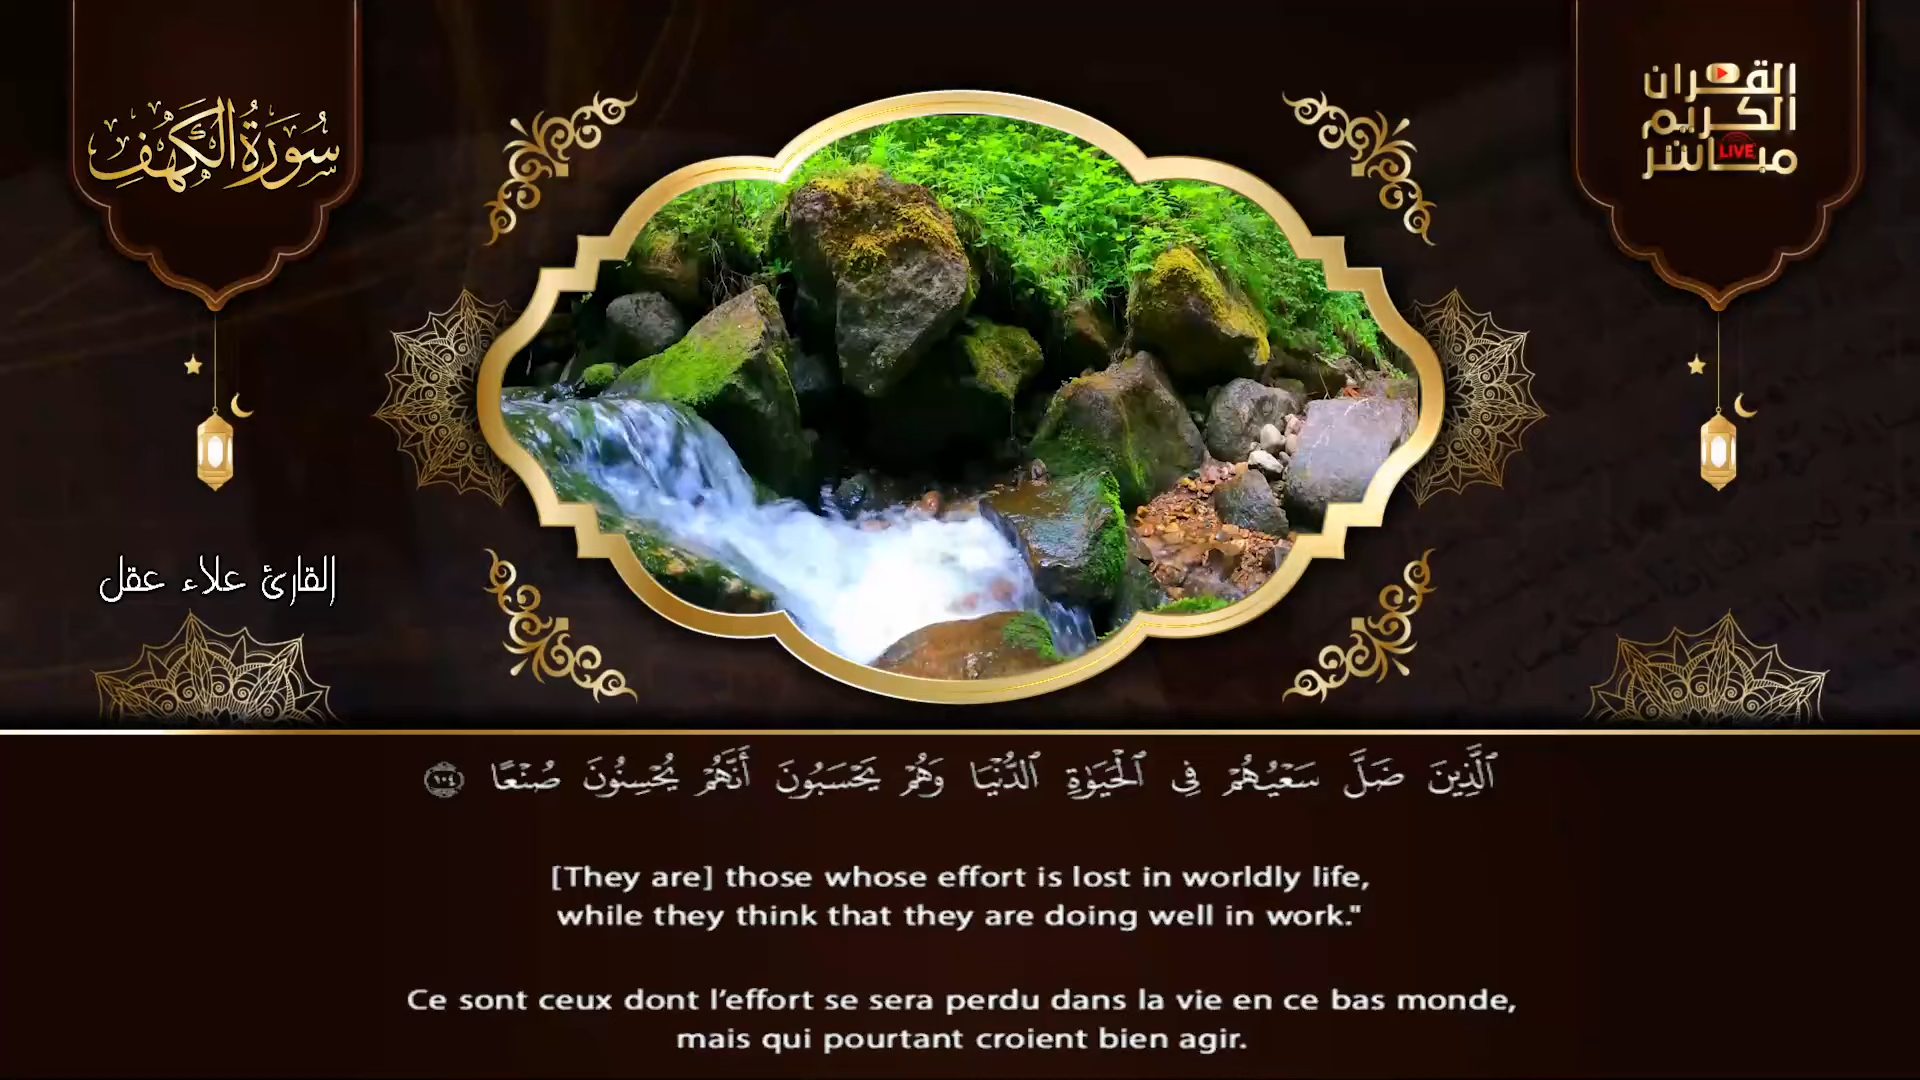 سُورَةُ الكَهْفِ
القرآن
الكريم
مباشر
LIVE
القارئ علاء عقل
ٱلَّذِينَ ضَلَّ سَعۡيُهُمۡ فِي ٱلۡحَيَوٰةِ ٱلدُّنۡيَا وَهُمۡ يَحۡسَبُونَ أَنَّهُمۡ يُحۡسِنُونَ صُنۡعًا ١٠٤
[They are] those whose effort is lost in worldly life,
while they think that they are doing well in work."
Ce sont ceux dont l’effort se sera perdu dans la vie en ce bas monde,
mais qui pourtant croient bien agir.